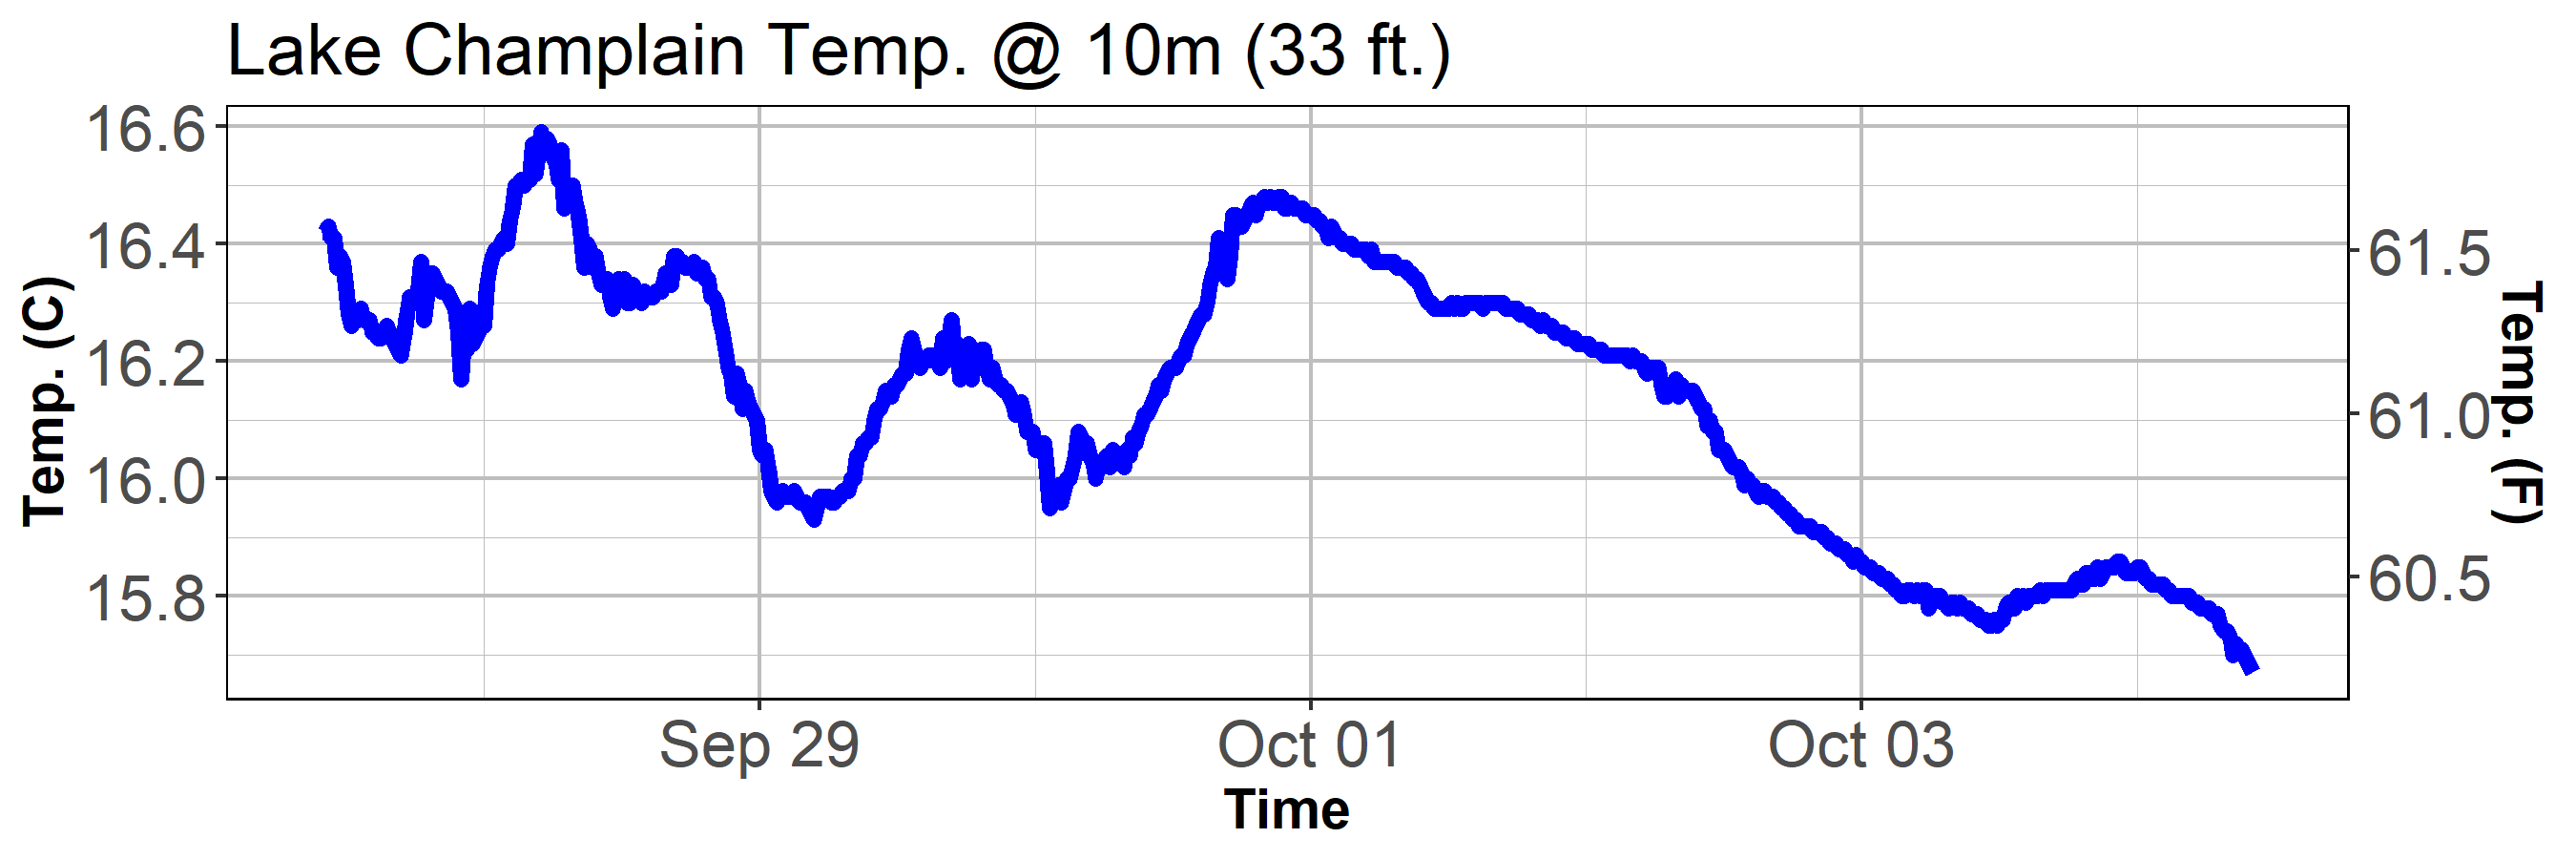 Lake Champlain Temp. @ 10m (33 ft.)
Temp. (C)
16.6
16.4
16.2
16.0
15.8
61.5
61.0
60.5
Temp. (F)
Sep 29
Oct 01
Oct 03
Time